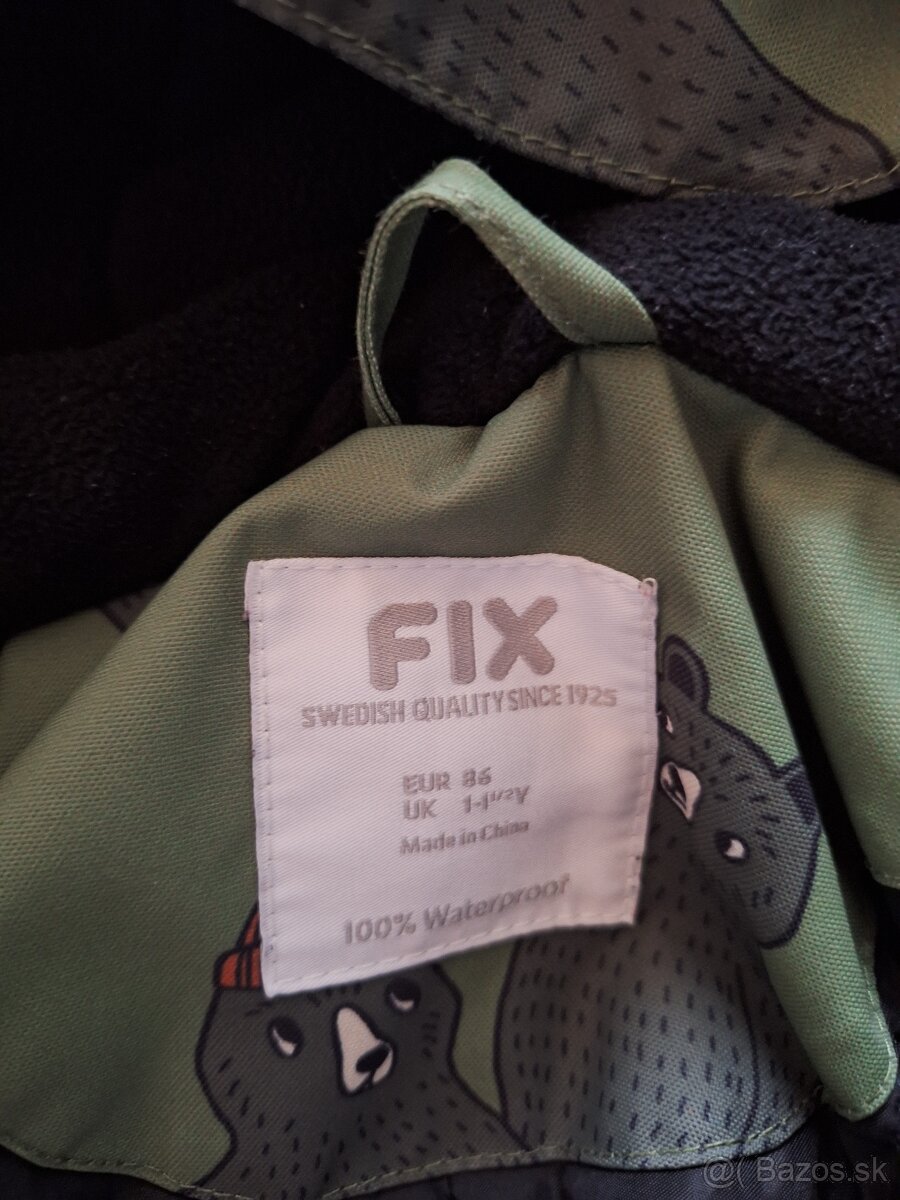 FIX
SWEDISH QUALITY SINCE 1925
EUR 86
UK 1-1½Y
Made in China
100% Waterproof
@( Bazos.sk